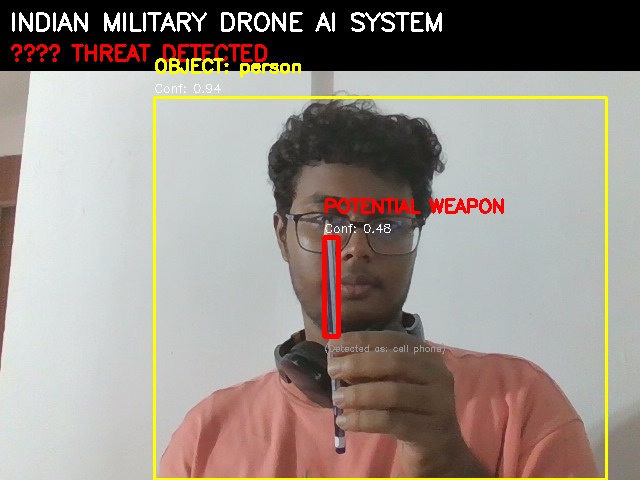 INDIAN MILITARY DRONE AI SYSTEM
???? THREAT DETECTED
OBJECT: person
Conf: 0.94
POTENTIAL WEAPON
Conf: 0.48
(Detected as: cell phone)